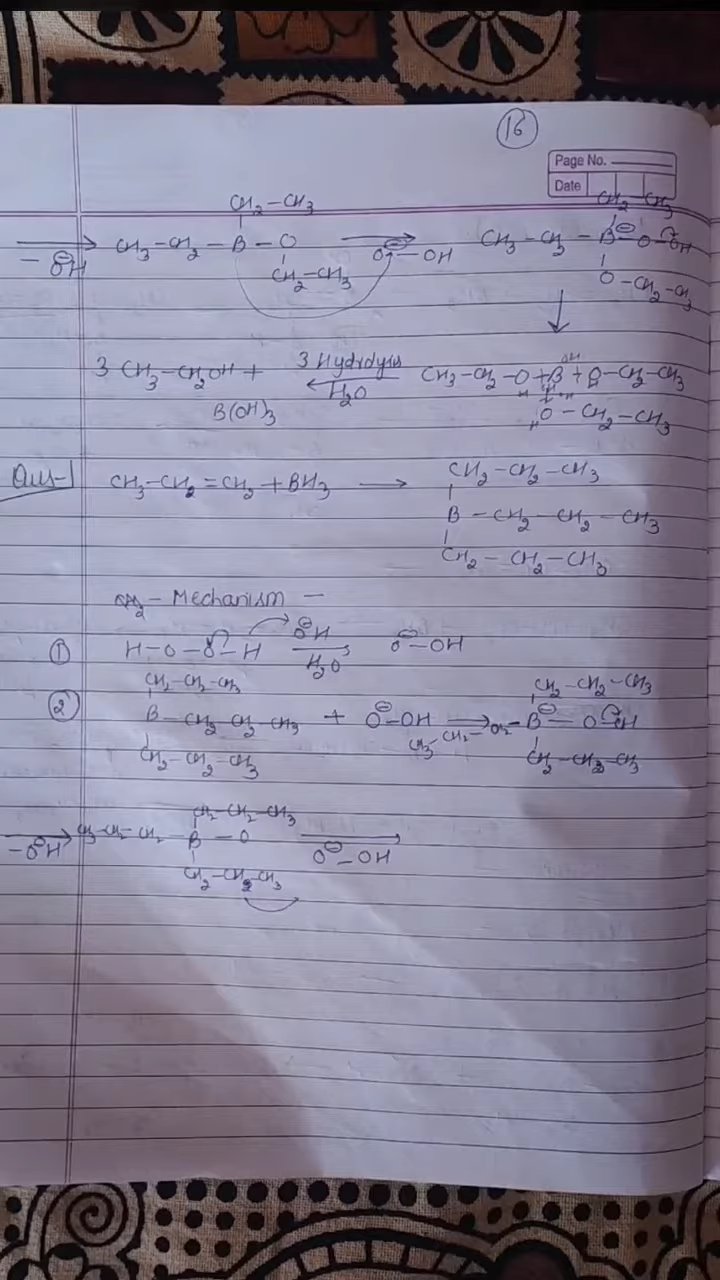 16
Page No.
Date
CH2-CH3
CH2-CH3
- ⊖OH → CH3-CH2-B-O → O⊖-OH CH3-CH2-B⊖-O-OH
CH2-CH3
O-CH2-CH3
3 CH3-CH2OH + ← 3 Hydrolysis H2O CH3-CH2-O+B+O-CH2-CH3
B(OH)3
O-CH2-CH3
Ans- CH3-CH2=CH2+BH3 → CH2-CH2-CH3
B-CH2-CH2-CH3
CH2-CH2-CH3
Mechanism -
① H-O-O-H ⊖OH → H2O O⊖-OH
CH2-CH2-CH3
CH2-CH2-CH3
② B-CH2-CH2-CH3 + O⊖-OH → CH3-CH2-CH2-B⊖-O-OH
CH2-CH2-CH3
CH2-CH2-CH3
CH2-CH2-CH3
-O⊖H → CH3-CH2-CH2-B-O → O⊖-OH
CH2-CH2-CH3